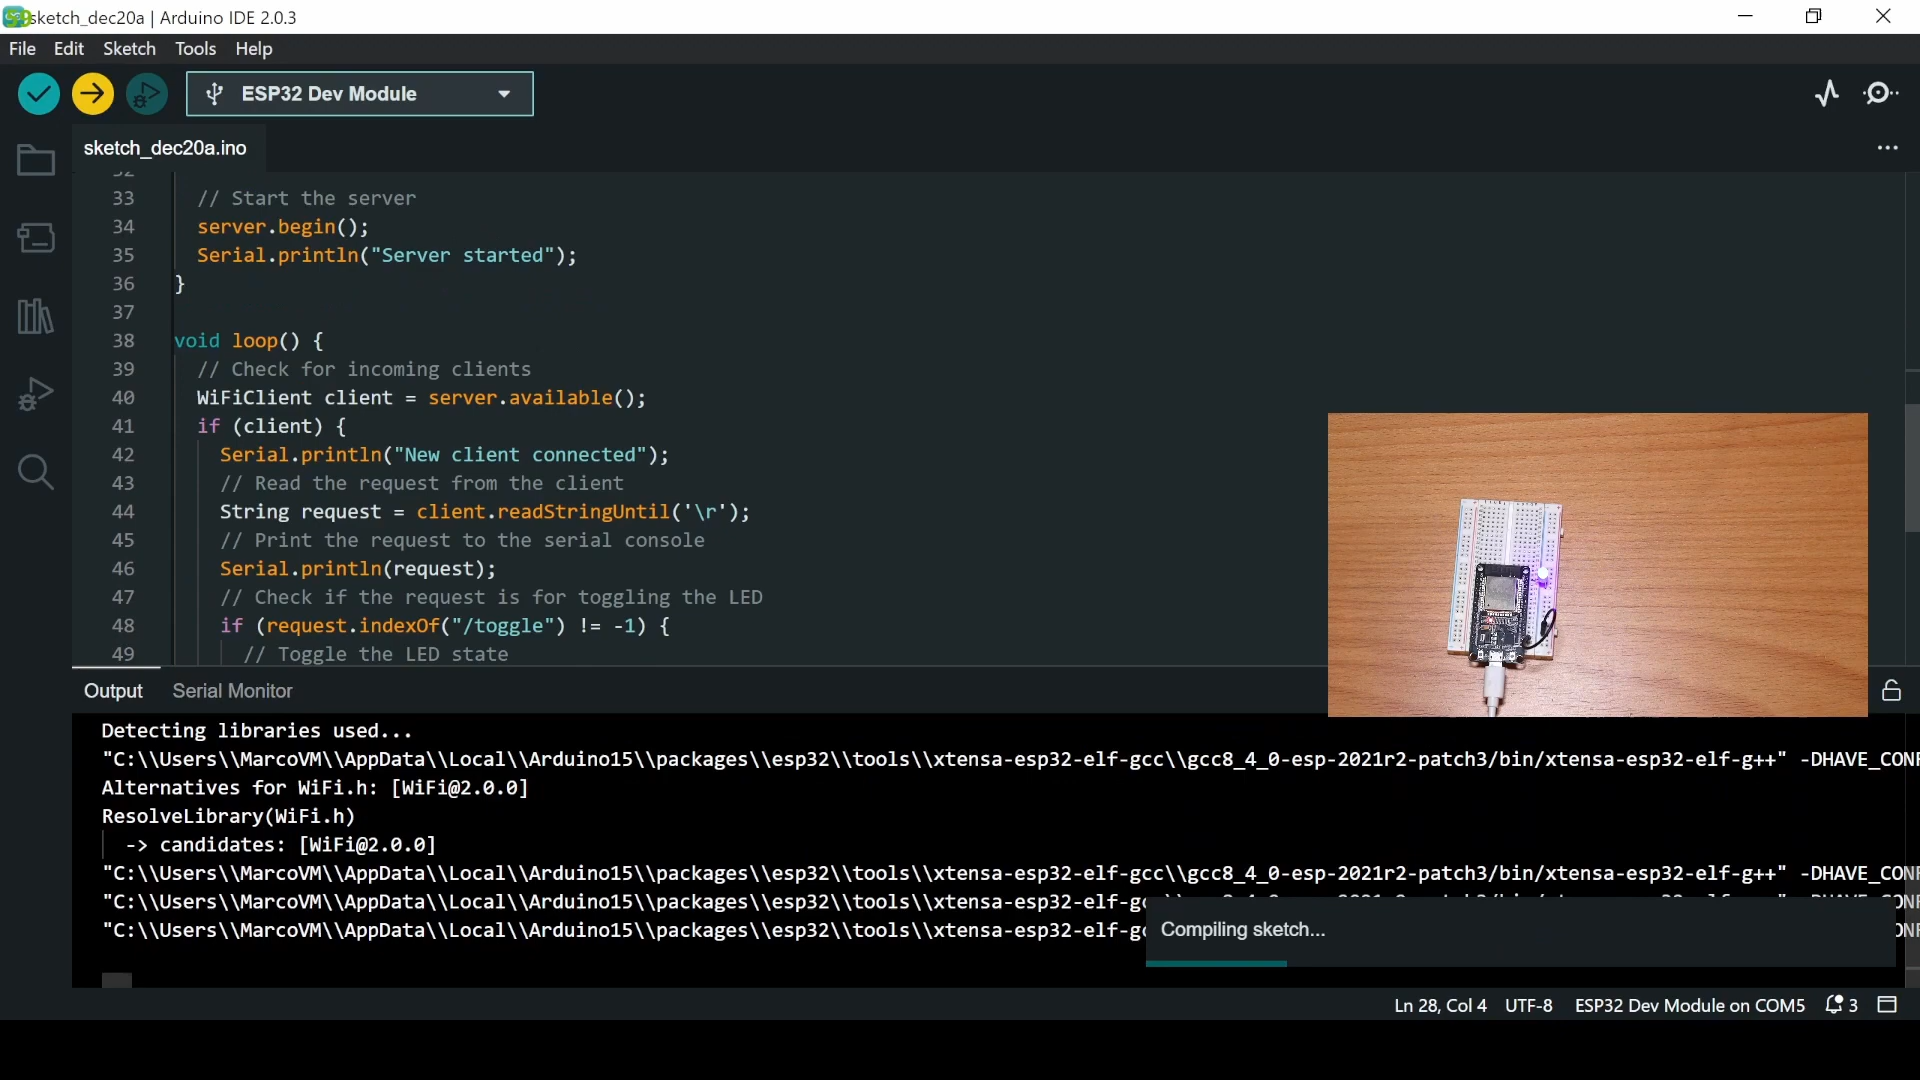 sketch_dec20a | Arduino IDE 2.0.3
File Edit Sketch Tools Help
ESP32 Dev Module
sketch_dec20a.ino
32
33 // Start the server
34 server.begin();
35 Serial.println("Server started");
36 }
37
38 void loop() {
39 // Check for incoming clients
40 WiFiClient client = server.available();
41 if (client) {
42 Serial.println("New client connected");
43 // Read the request from the client
44 String request = client.readStringUntil('\r');
45 // Print the request to the serial console
46 Serial.println(request);
47 // Check if the request is for toggling the LED
48 if (request.indexOf("/toggle") != -1) {
49 // Toggle the LED state
Output Serial Monitor
Detecting libraries used...
"C:\\Users\\MarcoVM\\AppData\\Local\\Arduino15\\packages\\esp32\\tools\\xtensa-esp32-elf-gcc\\gcc8_4_0-esp-2021r2-patch3/bin/xtensa-esp32-elf-g++" -DHAVE_CONF
Alternatives for WiFi.h: [WiFi@2.0.0]
ResolveLibrary(WiFi.h)
-> candidates: [WiFi@2.0.0]
"C:\\Users\\MarcoVM\\AppData\\Local\\Arduino15\\packages\\esp32\\tools\\xtensa-esp32-elf-gcc\\gcc8_4_0-esp-2021r2-patch3/bin/xtensa-esp32-elf-g++" -DHAVE_CONF
"C:\\Users\\MarcoVM\\AppData\\Local\\Arduino15\\packages\\esp32\\tools\\xtensa-esp32-elf-gc
"C:\\Users\\MarcoVM\\AppData\\Local\\Arduino15\\packages\\esp32\\tools\\xtensa-esp32-elf-gc
Compiling sketch...
Ln 28, Col 4 UTF-8 ESP32 Dev Module on COM5 3